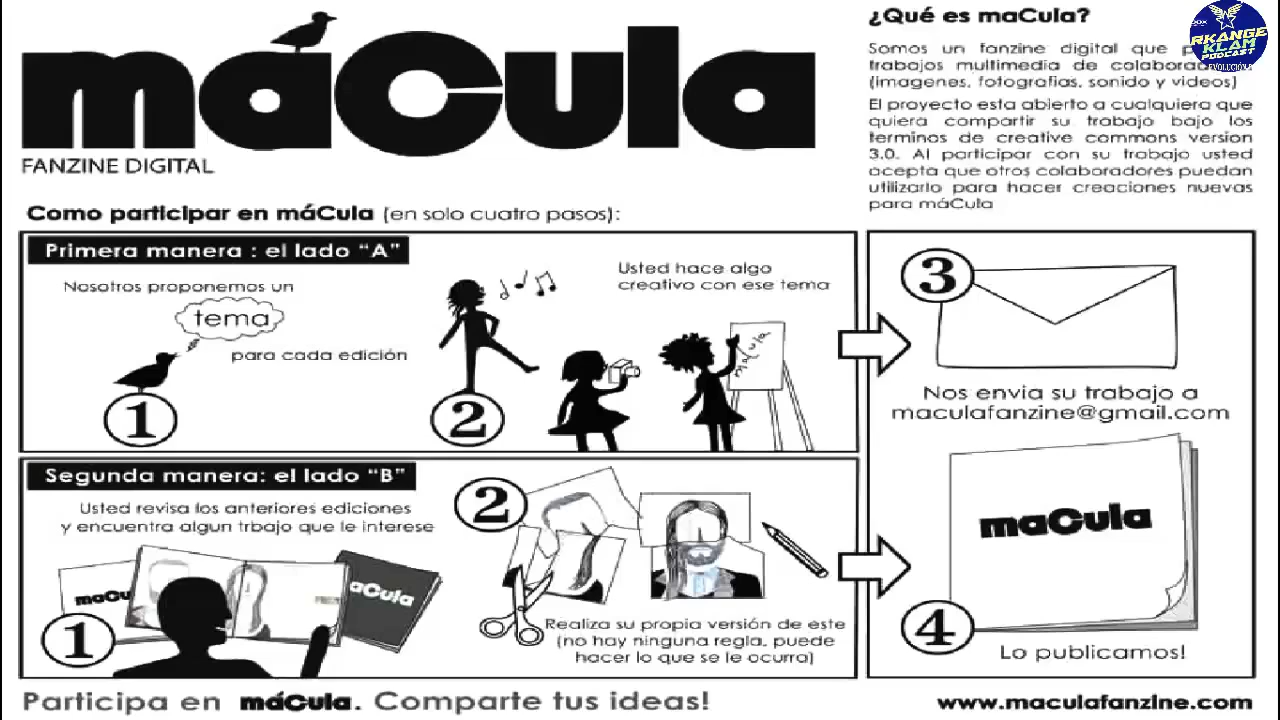 máCula
FANZINE DIGITAL
¿Qué es maCula?
Somos un fanzine digital que
trabajos multimedia de
(imagenes, fotografias, sonido y videos)
El proyecto esta abierto a cualquiera que
quiera compartir su trabajo bajo los
terminos de creative commons version
3.0. Al participar con su trabajo usted
acepta que otros colaboradores puedan
utilizarlo para hacer creaciones nuevas
para máCula
RKANGE
KLAM
PODCAST
Como participar en máCula (en solo cuatro pasos):
Primera manera : el lado “A”
Nosotros proponemos un
tema
para cada edición
1
2
Usted hace algo
creativo con ese tema
maCula
Segunda manera: el lado “B”
Usted revisa los anteriores ediciones
y encuentra algun trbajo que le interese
maCu
aCula
1
2
Realiza su propia versión de este
(no hay ninguna regla, puede
hacer lo que se le ocurra)
3
Nos envia su trabajo a
maculafanzine@gmail.com
maCula
4
Lo publicamos!
Participa en máCula. Comparte tus ideas!
www.maculafanzine.com